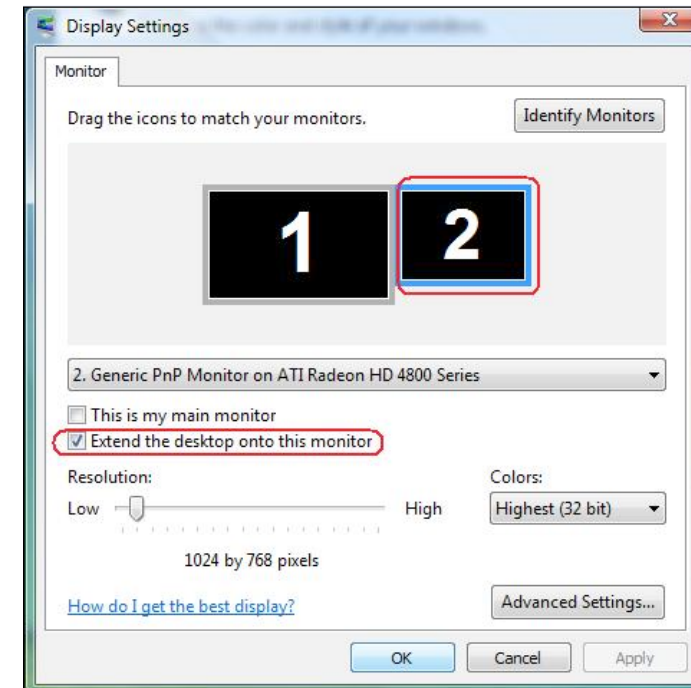 Display Settings
Monitor
Drag the icons to match your monitors.
Identify Monitors
1
2
2. Generic PnP Monitor on ATI Radeon HD 4800 Series
This is my main monitor
Extend the desktop onto this monitor
Resolution:
Colors:
Low
High
Highest (32 bit)
1024 by 768 pixels
How do I get the best display?
Advanced Settings...
OK
Cancel
Apply